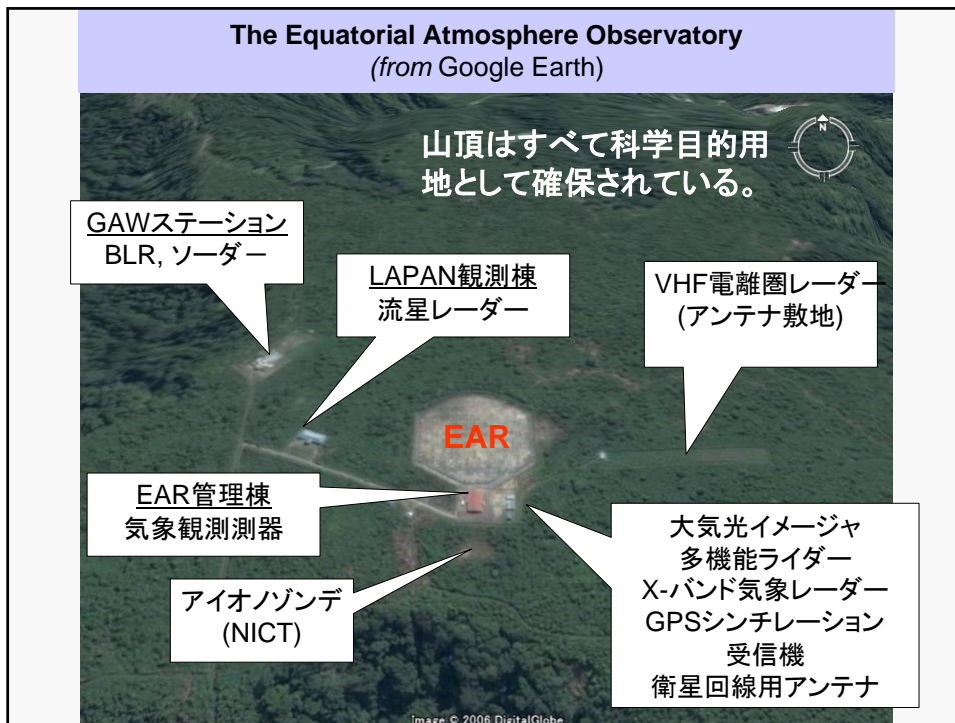 The Equatorial Atmosphere Observatory
(from Google Earth)
山頂はすべて科学目的用
地として確保されている。
N
GAWステーション
BLR, ソーダー
LAPAN観測棟
流星レーダー
VHF電離圏レーダー
(アンテナ敷地)
EAR
EAR管理棟
気象観測測器
アイオノゾンデ
(NICT)
大気光イメージャ
多機能ライダー
X-バンド気象レーダー
GPSシンチレーション
受信機
衛星回線用アンテナ
Image © 2006 DigitalGlobe